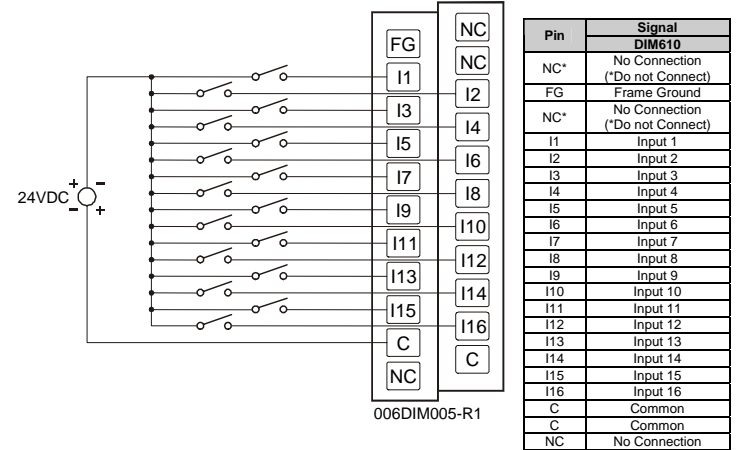 24VDC
+ –
– +
FG
I1
I3
I5
I7
I9
I11
I13
I15
C
NC
NC
NC
I2
I4
I6
I8
I10
I12
I14
I16
C
006DIM005-R1
Pin Signal
DIM610
NC* No Connection
(*Do not Connect)
FG Frame Ground
NC* No Connection
(*Do not Connect)
I1 Input 1
I2 Input 2
I3 Input 3
I4 Input 4
I5 Input 5
I6 Input 6
I7 Input 7
I8 Input 8
I9 Input 9
I10 Input 10
I11 Input 11
I12 Input 12
I13 Input 13
I14 Input 14
I15 Input 15
I16 Input 16
C Common
C Common
NC No Connection